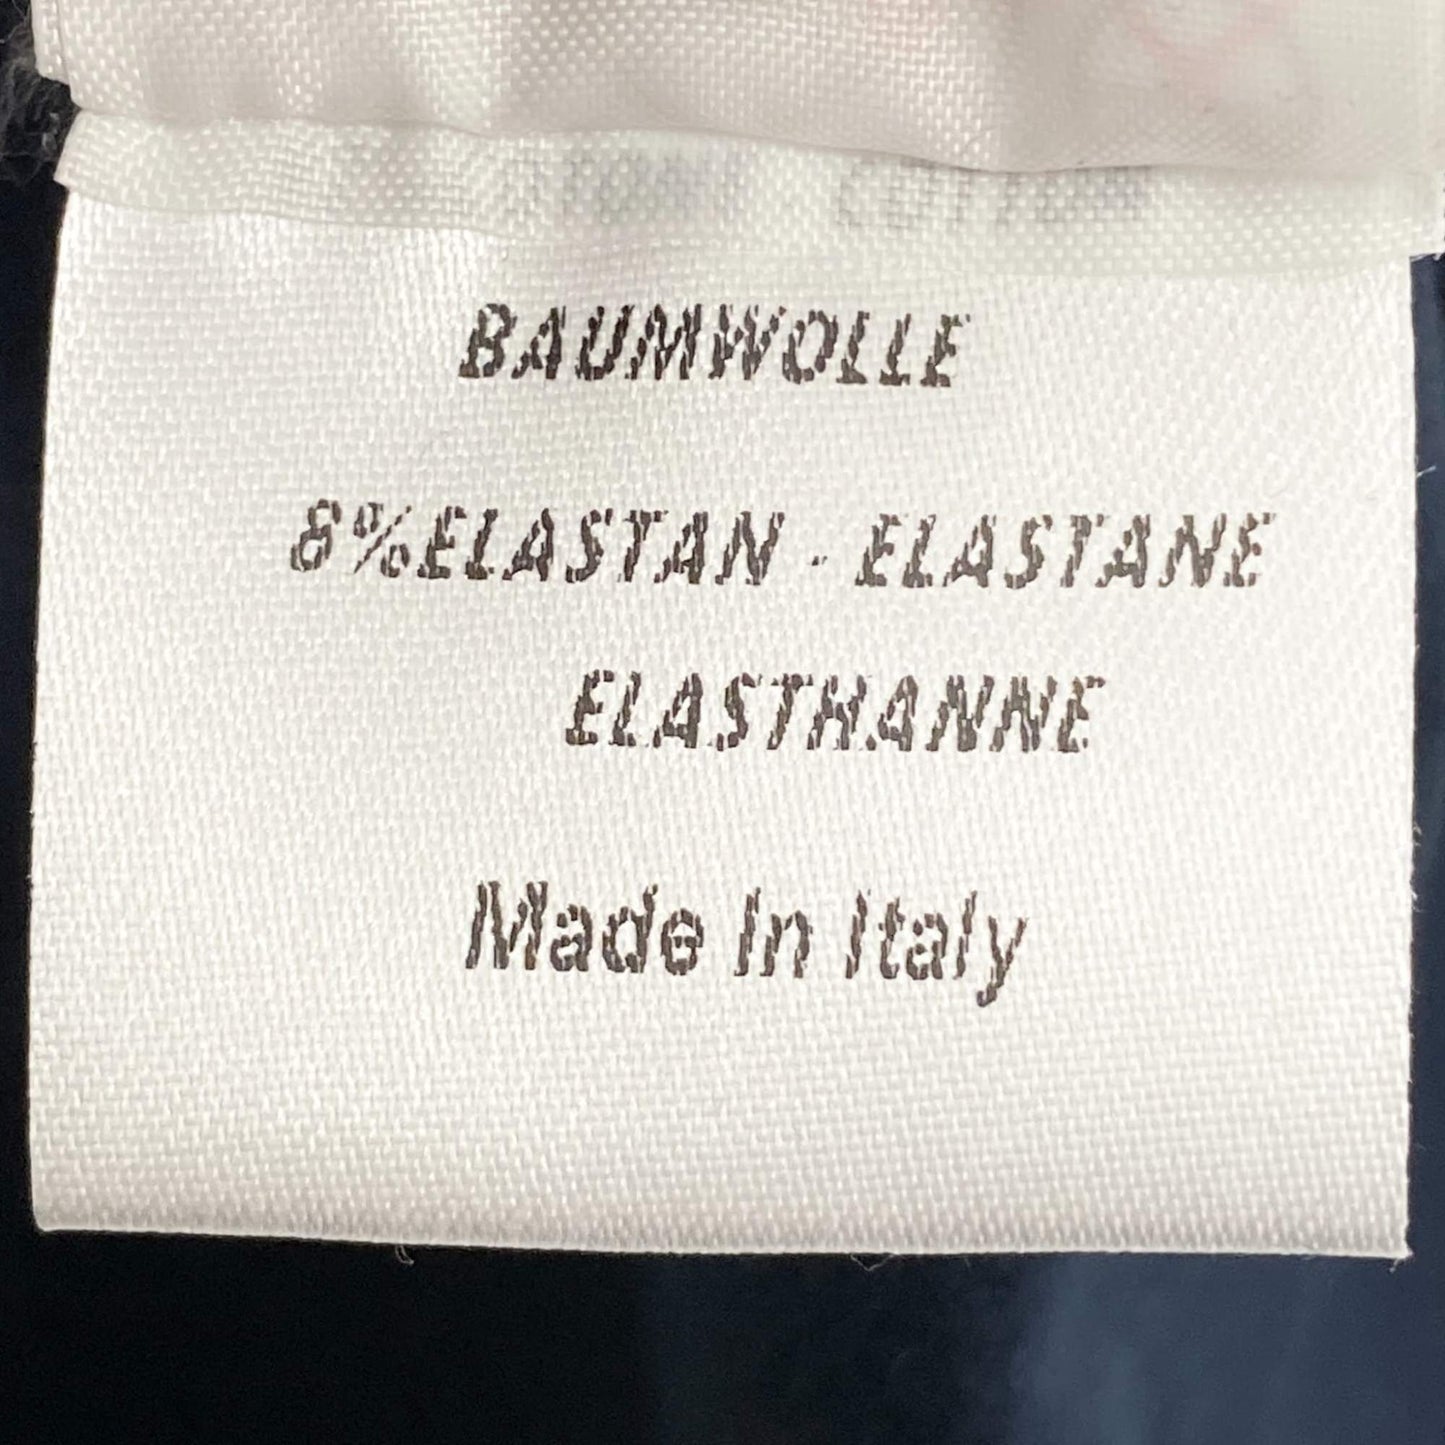 BAUMWOLLE
8%ELASTAN - ELASTANE
ELASTHANNE
Made In Italy